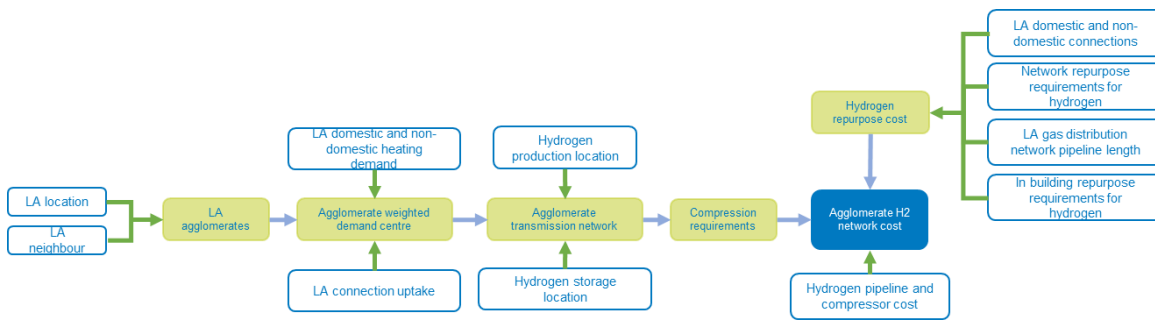 LA location
LA
neighbour
LA
agglomerates
LA domestic and non-
domestic heating
demand
Agglomerate weighted
demand centre
LA connection uptake
Hydrogen
production location
Agglomerate
transmission network
Hydrogen storage
location
Compression
requirements
Hydrogen
repurpose cost
Agglomerate H2
network cost
Hydrogen pipeline and
compressor cost
LA domestic and non-
domestic connections
Network repurpose
requirements for
hydrogen
LA gas distribution
network pipeline length
In building repurpose
requirements for
hydrogen